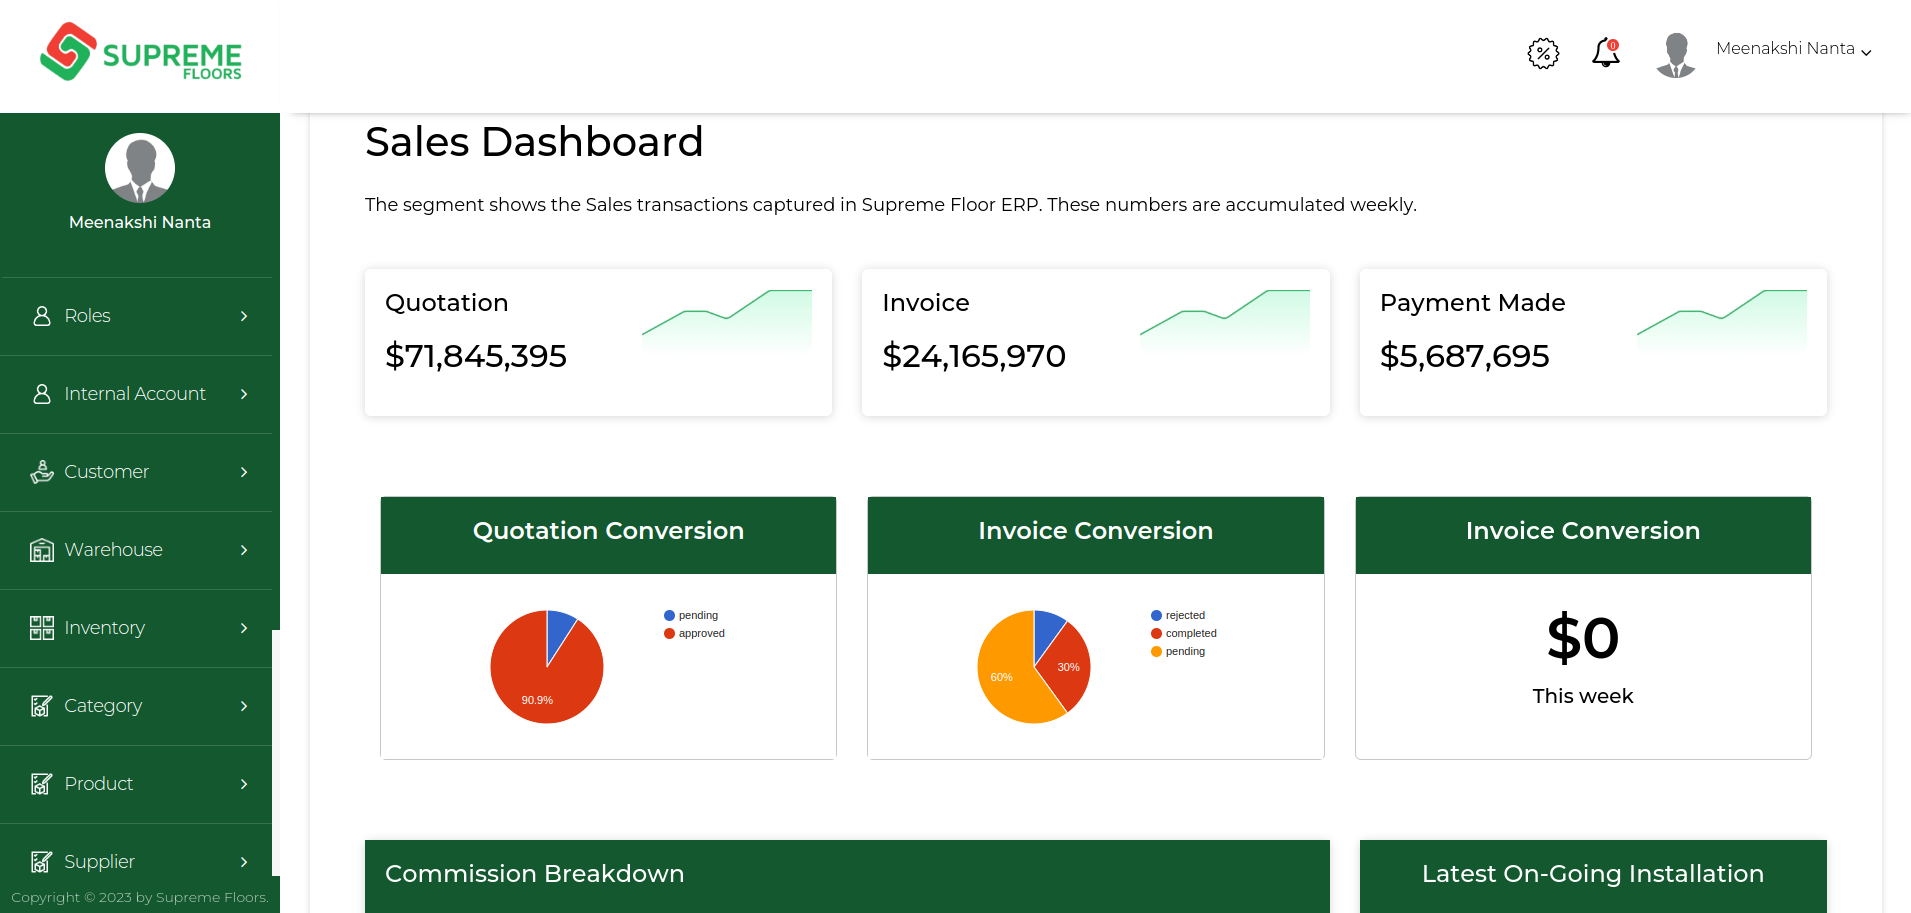 SUPREME
FLOORS
0
Meenakshi Nanta
Meenakshi Nanta
Roles
Internal Account
Customer
Warehouse
Inventory
Category
Product
Supplier
Copyright © 2023 by Supreme Floors.
Sales Dashboard
The segment shows the Sales transactions captured in Supreme Floor ERP. These numbers are accumulated weekly.
Quotation
$71,845,395
Invoice
$24,165,970
Payment Made
$5,687,695
Quotation Conversion
pending
approved
90.9%
Invoice Conversion
rejected
completed
pending
30%
60%
Invoice Conversion
$0
This week
Commission Breakdown
Latest On-Going Installation